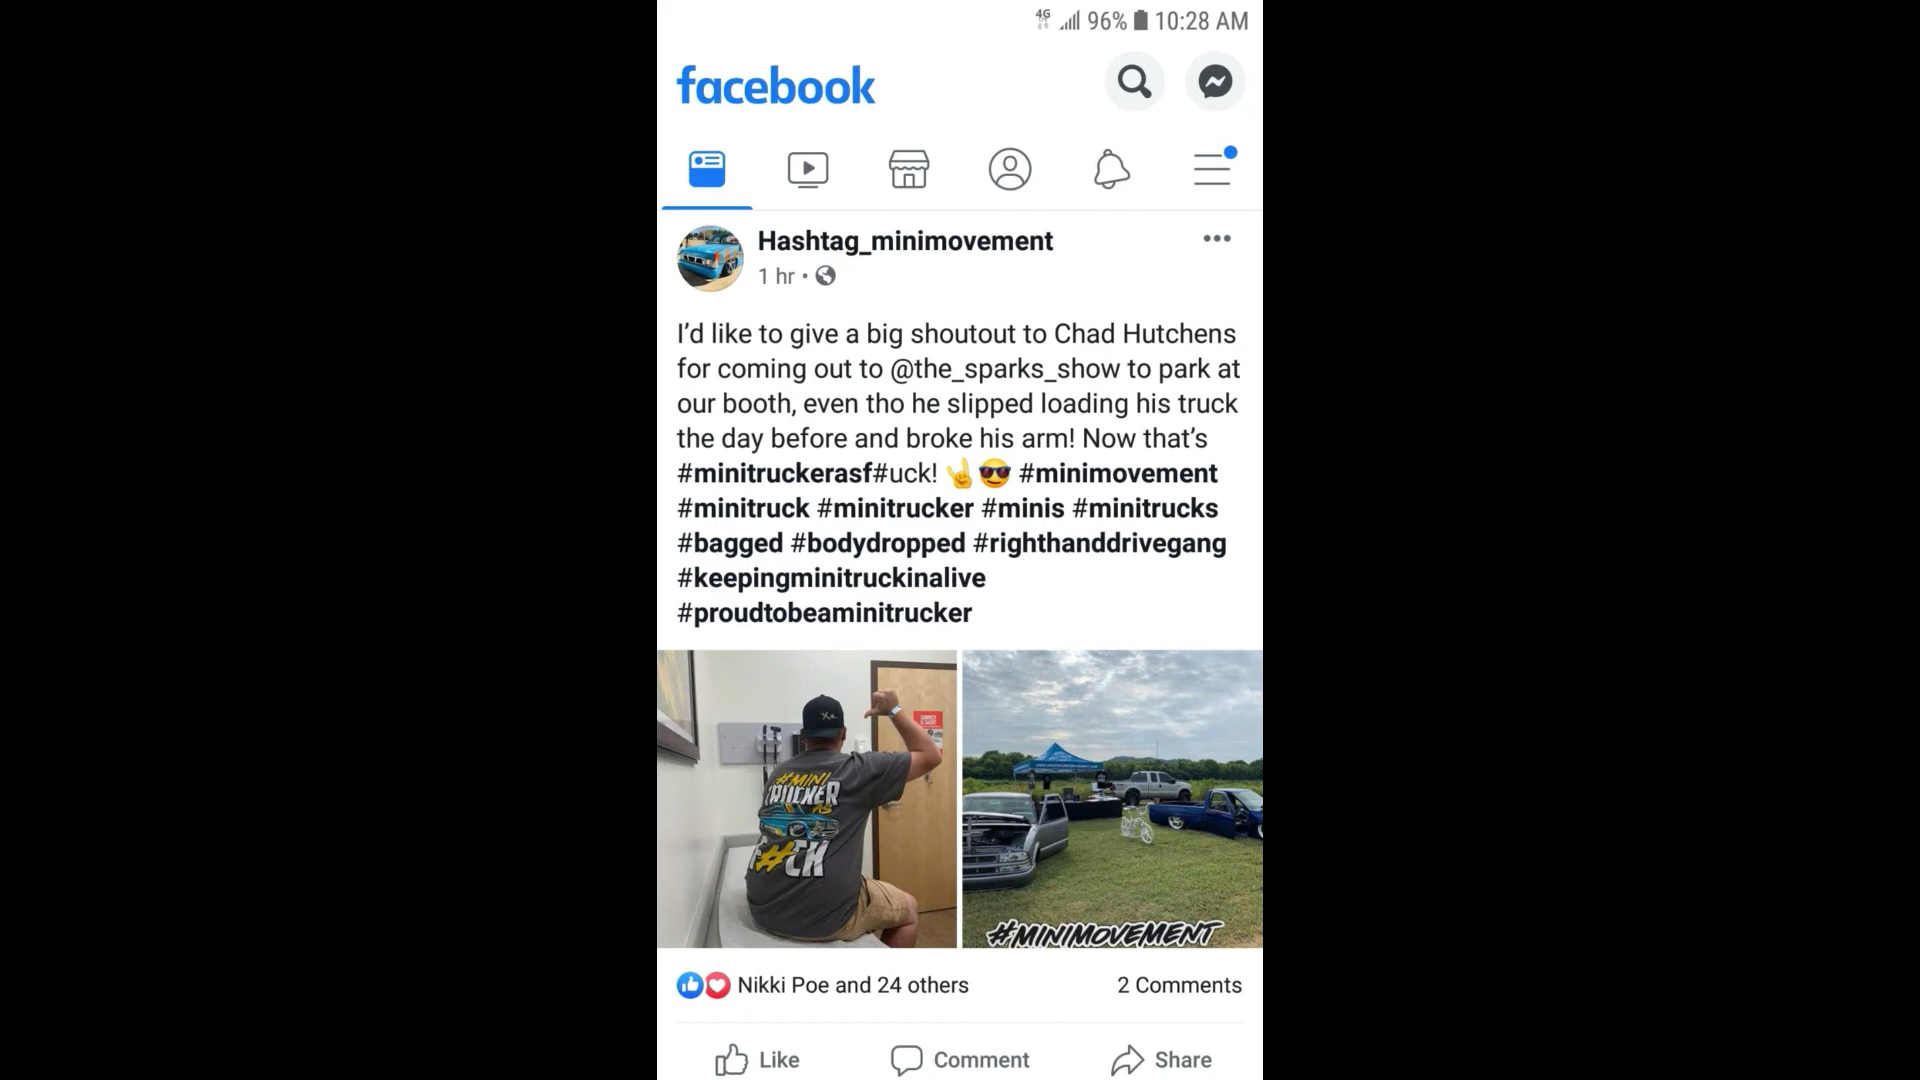 4G 96% 10:28 AM
facebook
Hashtag_minimovement
1 hr •
I’d like to give a big shoutout to Chad Hutchens
for coming out to @the_sparks_show to park at
our booth, even tho he slipped loading his truck
the day before and broke his arm! Now that’s
#minitruckerasf#uck! 🤘😎 #minimovement
#minitruck #minitrucker #minis #minitrucks
#bagged #bodydropped #righthanddrivegang
#keepingminitruckinalive
#proudtobeaminitrucker
#MINI
TRUCKER
AS
F#CK
#MINIMOVEMENT
Nikki Poe and 24 others 2 Comments
Like Comment Share